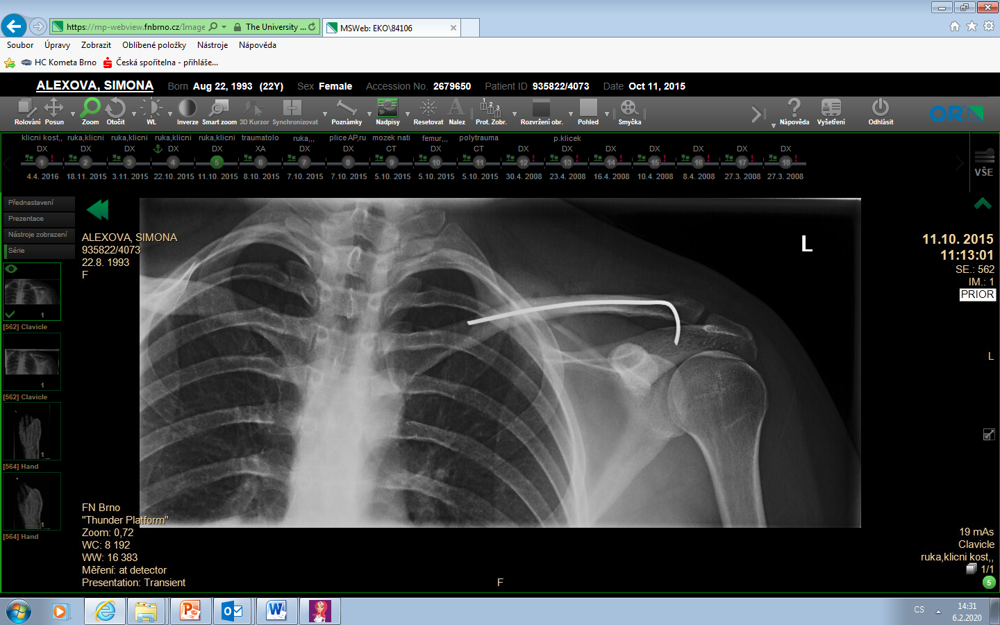 https://mp-webview.fnbrno.cz/Image
The University ...
MSWeb: EKO\84106
Soubor Úpravy Zobrazit Oblíbené položky Nástroje Nápověda
HC Kometa Brno Česká spořitelna - přihláše...
ALEXOVA, SIMONA Born Aug 22, 1993 (22Y) Sex Female Accession No. 2679650 Patient ID 935822/4073 Date Oct 11, 2015
Rolování Posun Zoom Otočit WL Inverze Smart zoom 3D Kurzor Synchronizovat Poznámky Nadpisy Resetovat Nalez Prot. Zobr. Rozvržení obr. Pohled Smyčka Nápověda Vyšetření Odhlásit
klicni kost,, ruka,klicni ruka,klicni ruka,klicni ruka,klicni traumatolo ruka,,, plice AP,ru mozek nati femur,,, polytrauma p.klicek
DX DX DX DX DX XA DX DX CT DX CT DX DX DX DX DX DX
1 2 3 4 5 6 7 8 9 10 11 12 13 14 15 16 17 18
4.4. 2016 18.11. 2015 3.11. 2015 22.10. 2015 11.10. 2015 8.10. 2015 7.10. 2015 7.10. 2015 5.10. 2015 5.10. 2015 5.10. 2015 30.4. 2008 23.4. 2008 16.4. 2008 10.4. 2008 8.4. 2008 27.3. 2008 27.3. 2008
VŠE
Přednastavení
Prezentace
Nástroje zobrazení
Série
1
[562] Clavicle
1
[562] Clavicle
1
[564] Hand
1
[564] Hand
ALEXOVA, SIMONA
935822/4073
22.8. 1993
F
L
11.10. 2015
11:13:01
SE.: 562
IM.: 1
PRIOR
L
FN Brno
"Thunder Platform"
Zoom: 0,72
WC: 8 192
WW: 16 383
Měření: at detector
Presentation: Transient
F
19 mAs
Clavicle
ruka,klicni kost,,
1/1
5
CS
14:31
6.2.2020